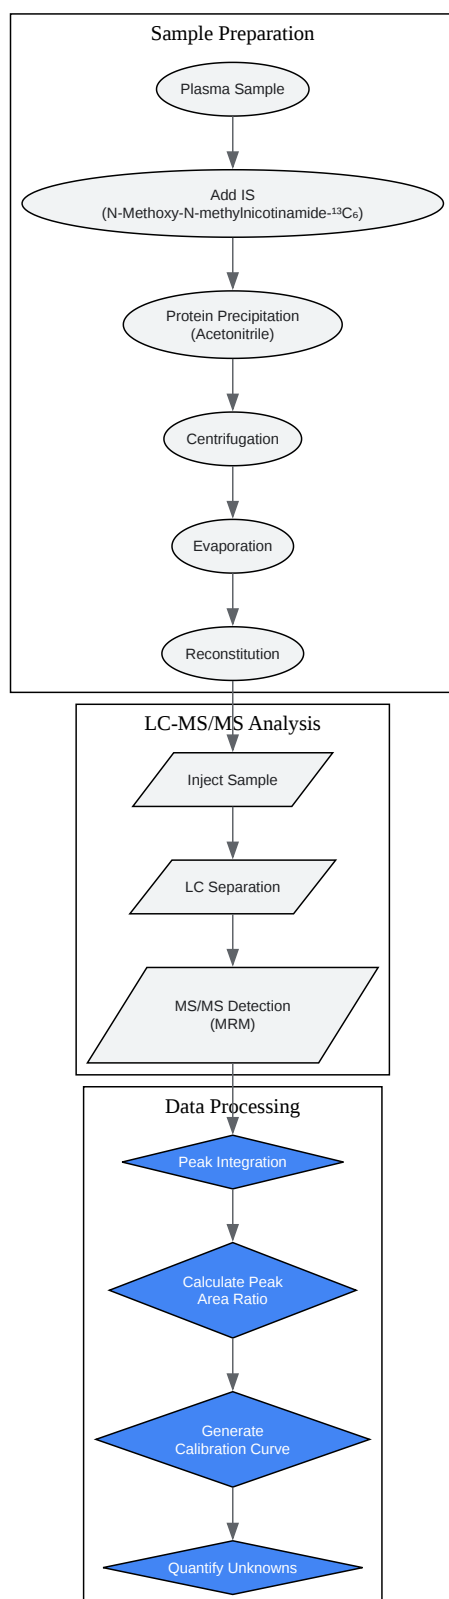 Sample Preparation
Plasma Sample
Add IS
(N-Methoxy-N-methylnicotinamide-¹³C₆)
Protein Precipitation
(Acetonitrile)
Centrifugation
Evaporation
Reconstitution
LC-MS/MS Analysis
Inject Sample
LC Separation
MS/MS Detection
(MRM)
Data Processing
Peak Integration
Calculate Peak
Area Ratio
Generate
Calibration Curve
Quantify Unknowns